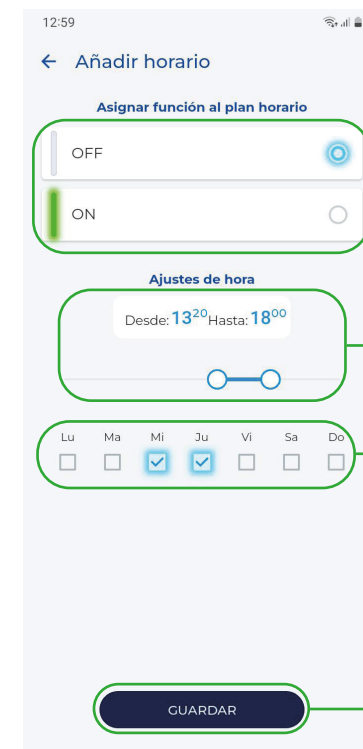 12:59
Añadir horario
Asignar función al plan horario
OFF
ON
Ajustes de hora
Desde: 13²⁰ Hasta: 18⁰⁰
Lu Ma Mi Ju Vi Sa Do
GUARDAR